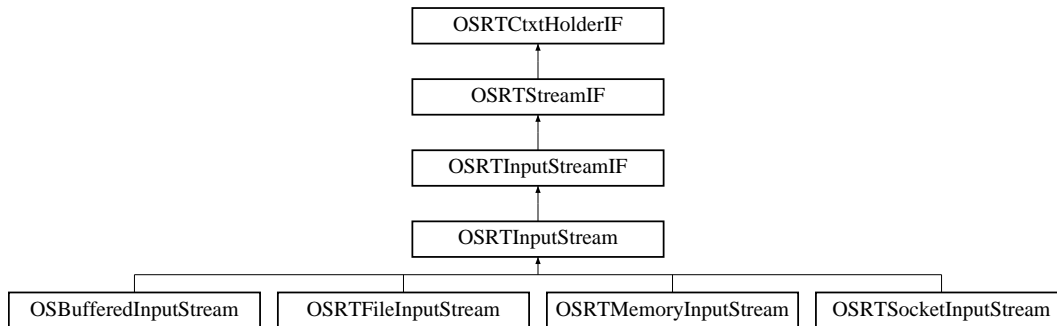 OSRTCtxtHolderIF
OSRTStreamIF
OSRTInputStreamIF
OSRTInputStream
OSBufferedInputStream OSRTFileInputStream OSRTMemoryInputStream OSRTSocketInputStream